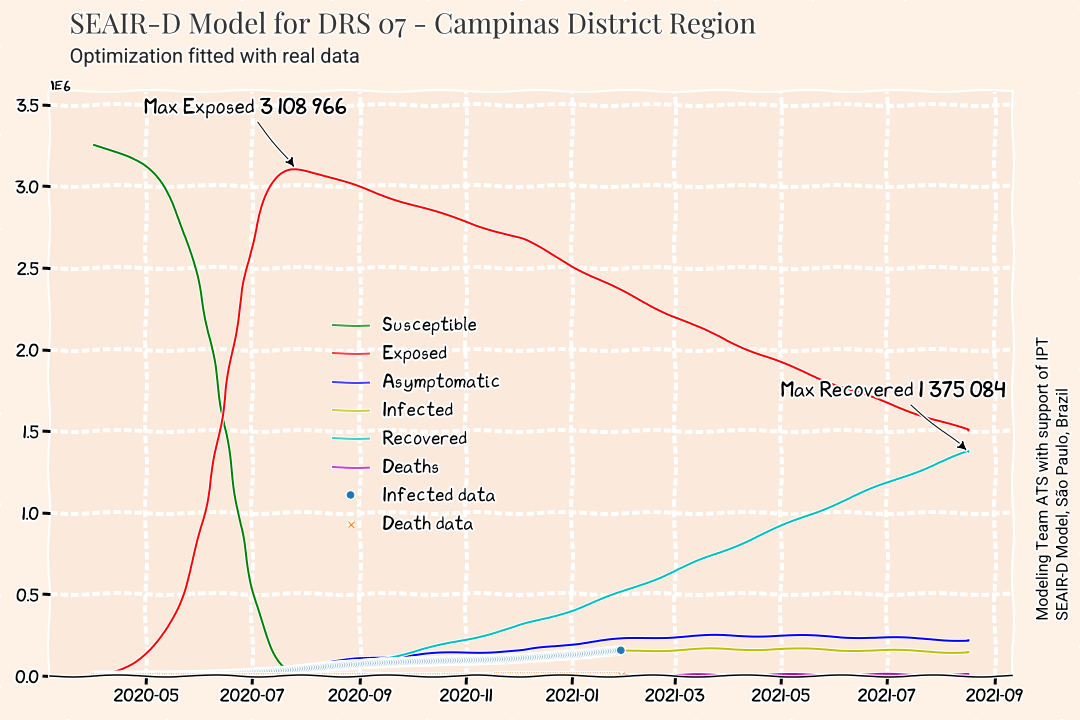 SEAIR-D Model for DRS 07 - Campinas District Region
Optimization fitted with real data
1E6
Max Exposed 3 108 966
3.5
3.0
2.5
2.0
1.5
1.0
0.5
0.0
Susceptible
Exposed
Asymptomatic
Infected
Recovered
Deaths
Infected data
Death data
Max Recovered 1 375 084
2020-05
2020-07
2020-09
2020-11
2021-01
2021-03
2021-05
2021-07
2021-09
Modeling Team ATS with support of IPT
SEAIR-D Model, São Paulo, Brazil